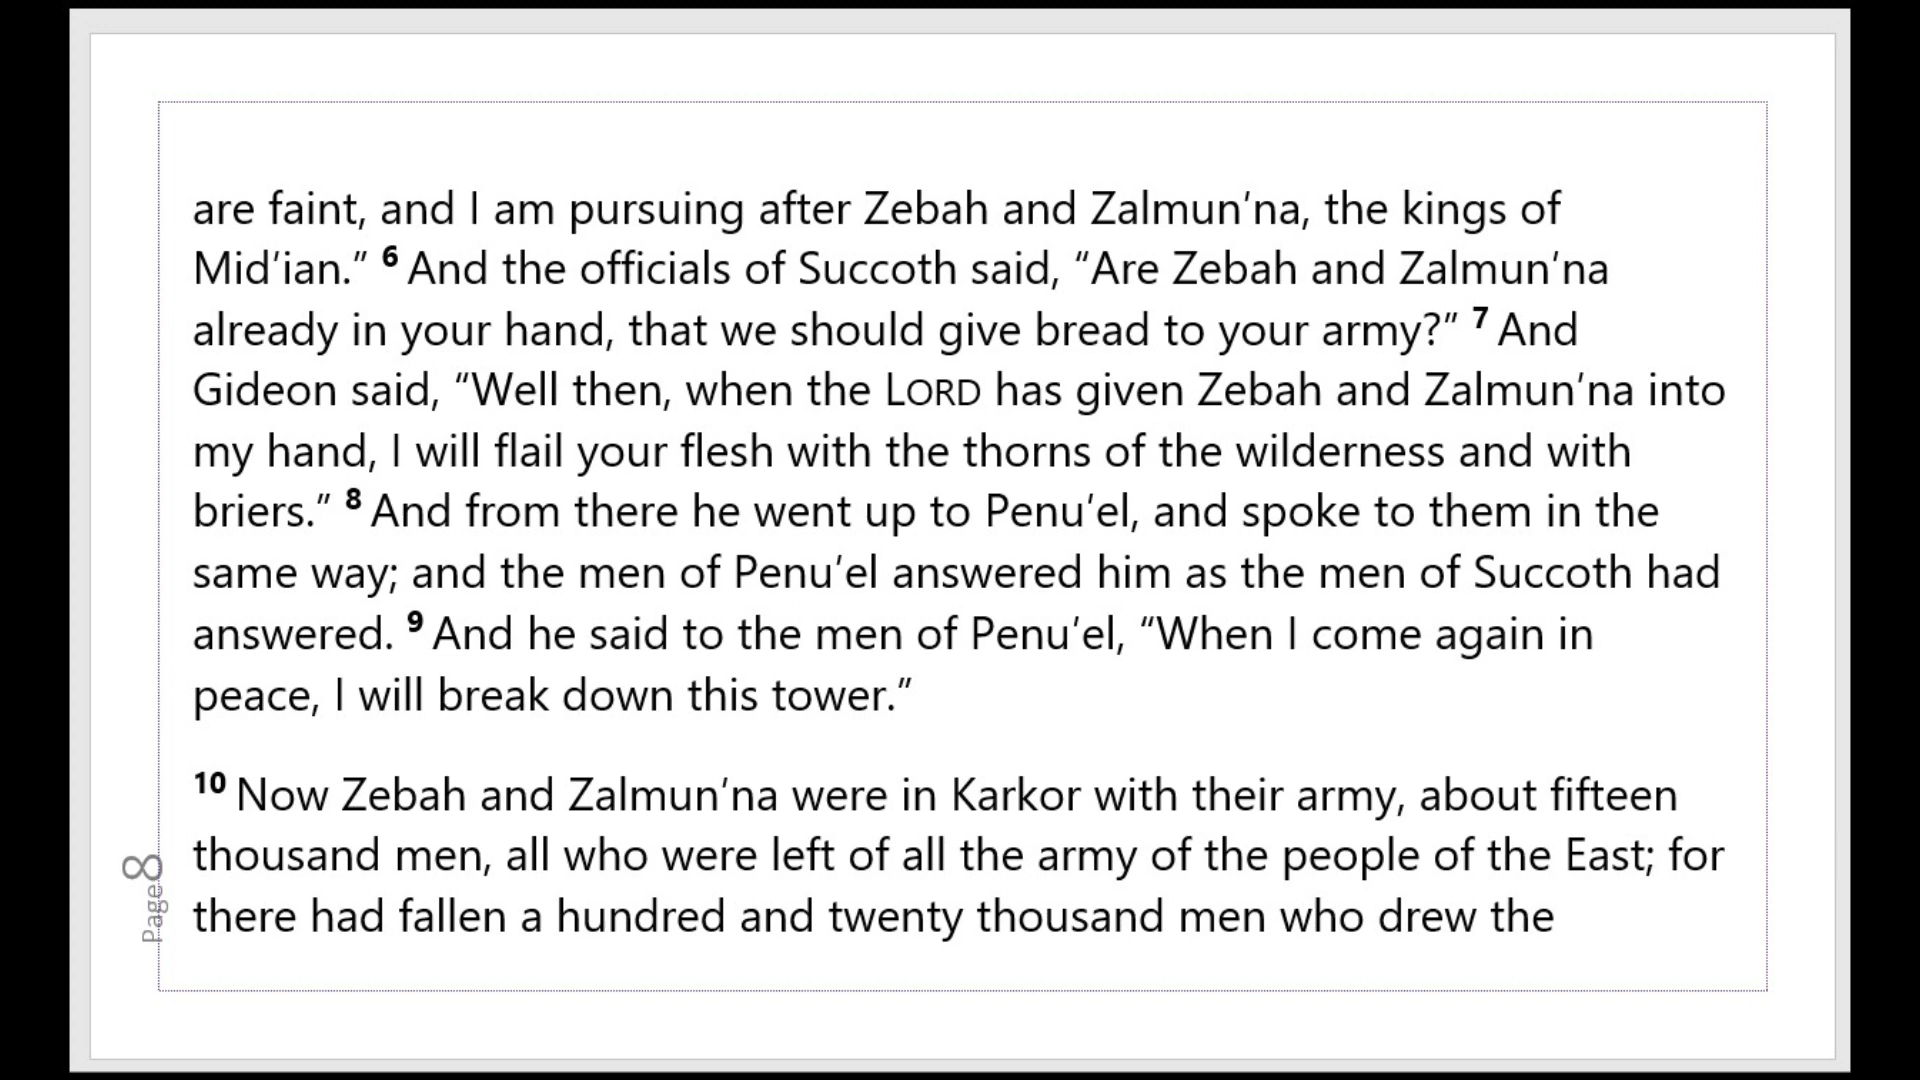 are faint, and I am pursuing after Zebah and Zalmun′na, the kings of
Mid′ian.” 6 And the officials of Succoth said, “Are Zebah and Zalmun′na
already in your hand, that we should give bread to your army?” 7 And
Gideon said, “Well then, when the LORD has given Zebah and Zalmun′na into
my hand, I will flail your flesh with the thorns of the wilderness and with
briers.” 8 And from there he went up to Penu′el, and spoke to them in the
same way; and the men of Penu′el answered him as the men of Succoth had
answered. 9 And he said to the men of Penu′el, “When I come again in
peace, I will break down this tower.”
10 Now Zebah and Zalmun′na were in Karkor with their army, about fifteen
thousand men, all who were left of all the army of the people of the East; for
there had fallen a hundred and twenty thousand men who drew the
Page 8